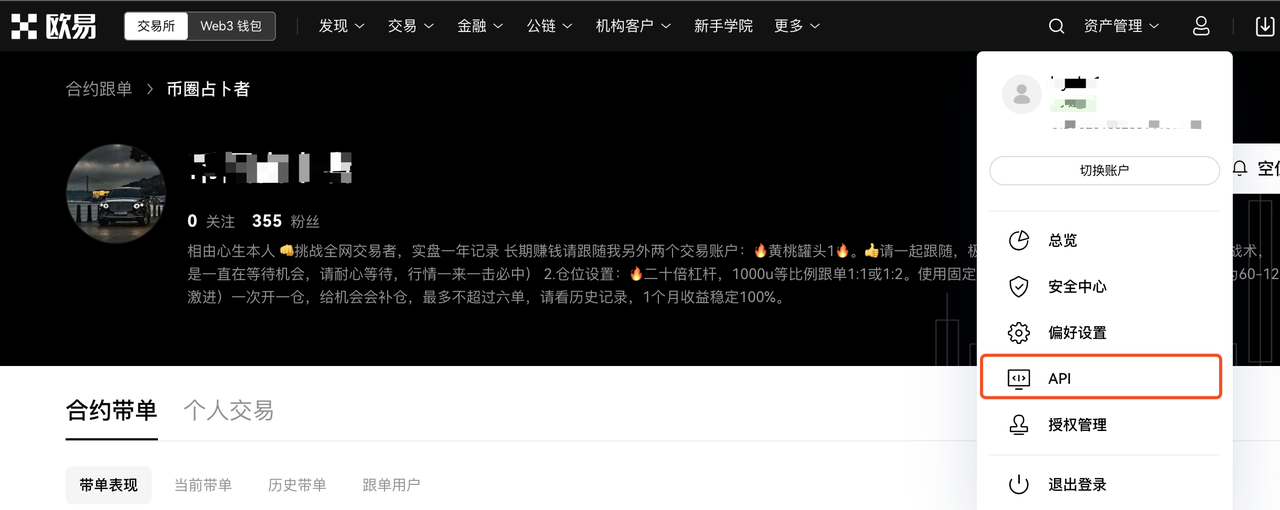 欧易 交易所 Web3 钱包 发现 交易 金融 公链 机构客户 新手学院 更多 资产管理
合约跟单 > 币圈占卜者
切换账户
空
0 关注 355 粉丝
总览
相由心生本人 👊挑战全网交易者，实盘一年记录 长期赚钱请跟随我另外两个交易账户：🔥黄桃罐头1🔥。👍请一起跟随，
战术，
是一直在等待机会，请耐心等待，行情一来一击必中） 2.仓位设置：🔥二十倍杠杆，1000u等比例跟单1:1或1:2。使用固定
为60-12
安全中心
激进）一次开一仓，给机会会补仓，最多不超过六单，请看历史记录，1个月收益稳定100%。
偏好设置
API
合约带单 个人交易
授权管理
带单表现 当前带单 历史带单 跟单用户
退出登录